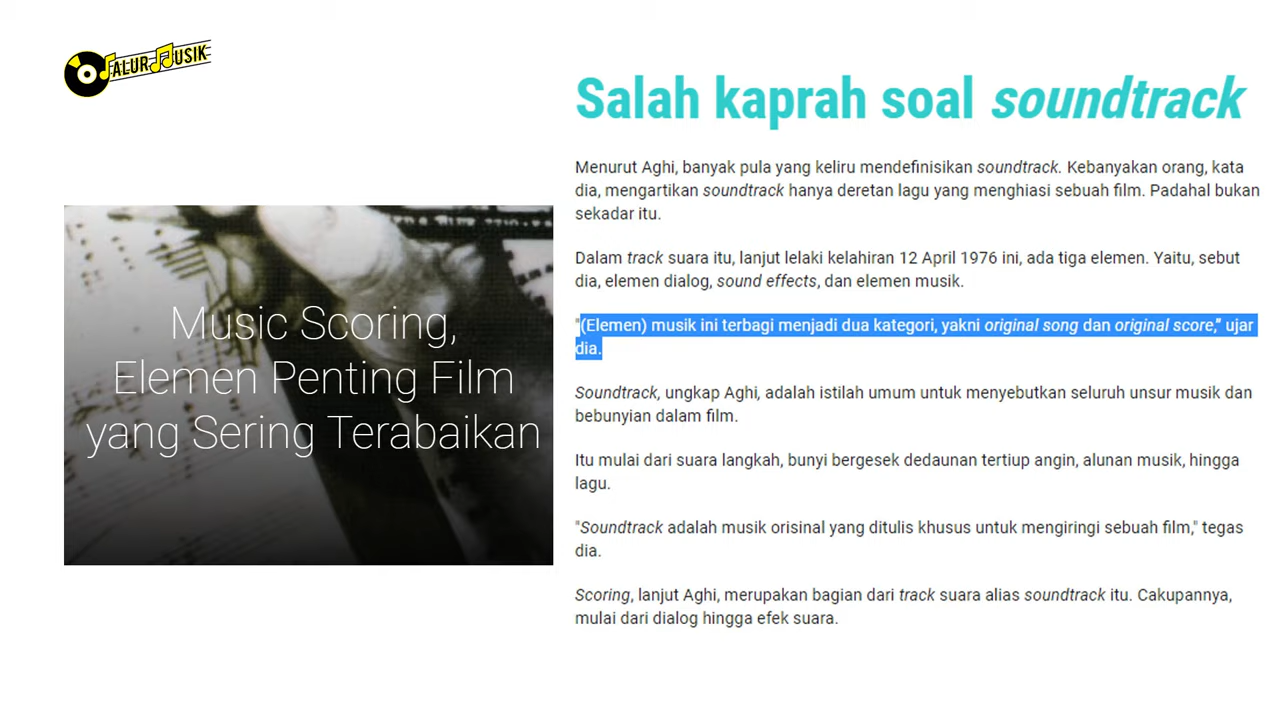 JALUR MUSIK
Salah kaprah soal soundtrack
Menurut Aghi, banyak pula yang keliru mendefinisikan soundtrack. Kebanyakan orang, kata
dia, mengartikan soundtrack hanya deretan lagu yang menghiasi sebuah film. Padahal bukan
sekadar itu.
Dalam track suara itu, lanjut lelaki kelahiran 12 April 1976 ini, ada tiga elemen. Yaitu, sebut
dia, elemen dialog, sound effects, dan elemen musik.
"(Elemen) musik ini terbagi menjadi dua kategori, yakni original song dan original score," ujar
dia.
Soundtrack, ungkap Aghi, adalah istilah umum untuk menyebutkan seluruh unsur musik dan
bebunyian dalam film.
Itu mulai dari suara langkah, bunyi bergesek dedaunan tertiup angin, alunan musik, hingga
lagu.
"Soundtrack adalah musik orisinal yang ditulis khusus untuk mengiringi sebuah film," tegas
dia.
Scoring, lanjut Aghi, merupakan bagian dari track suara alias soundtrack itu. Cakupannya,
mulai dari dialog hingga efek suara.
Music Scoring,
Elemen Penting Film
yang Sering Terabaikan